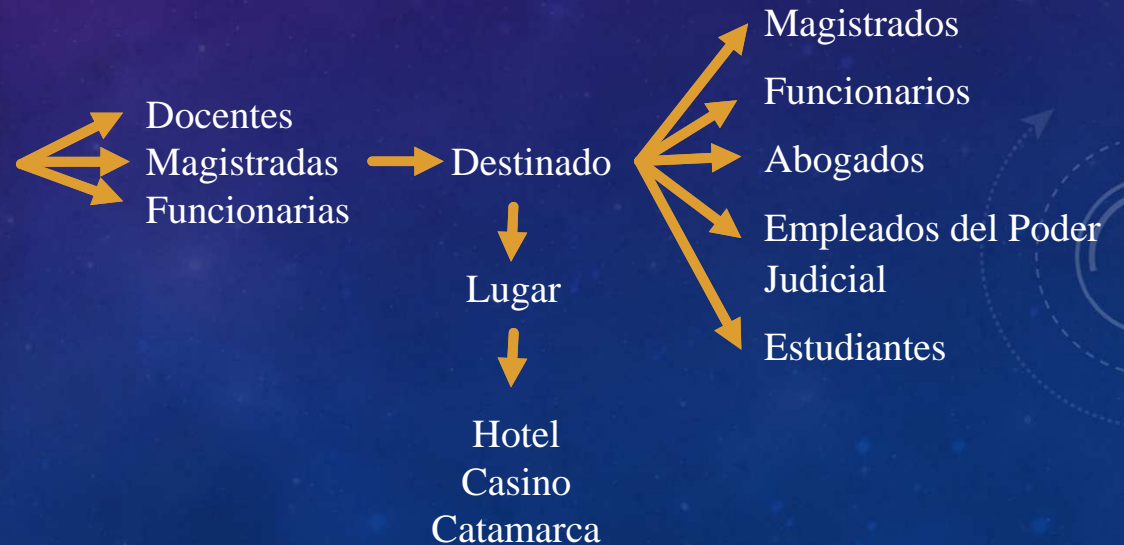 Docentes
Magistradas
Funcionarias
Destinado
Lugar
Hotel
Casino
Catamarca
Magistrados
Funcionarios
Abogados
Empleados del Poder
Judicial
Estudiantes